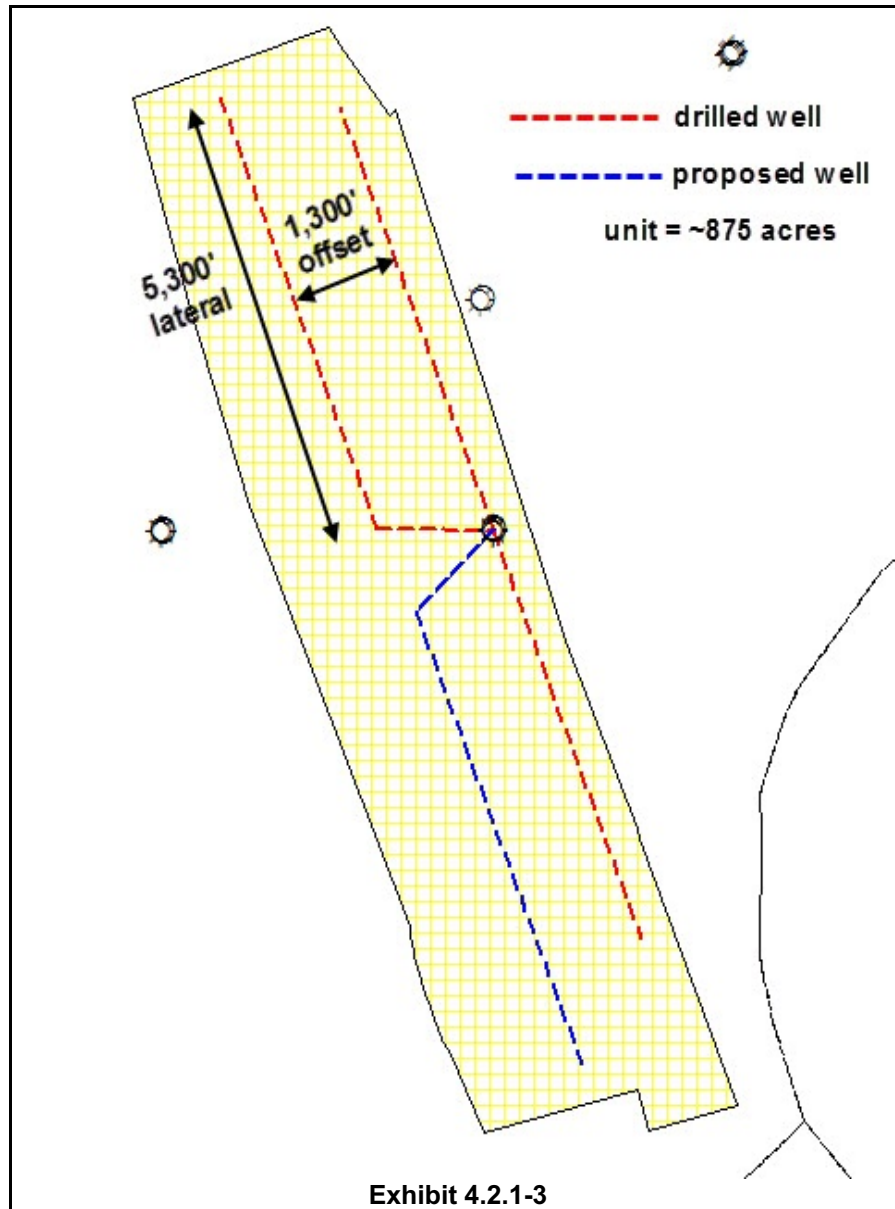 drilled well
proposed well
unit = ~875 acres
1,300'
offset
5,300'
lateral
Exhibit 4.2.1-3